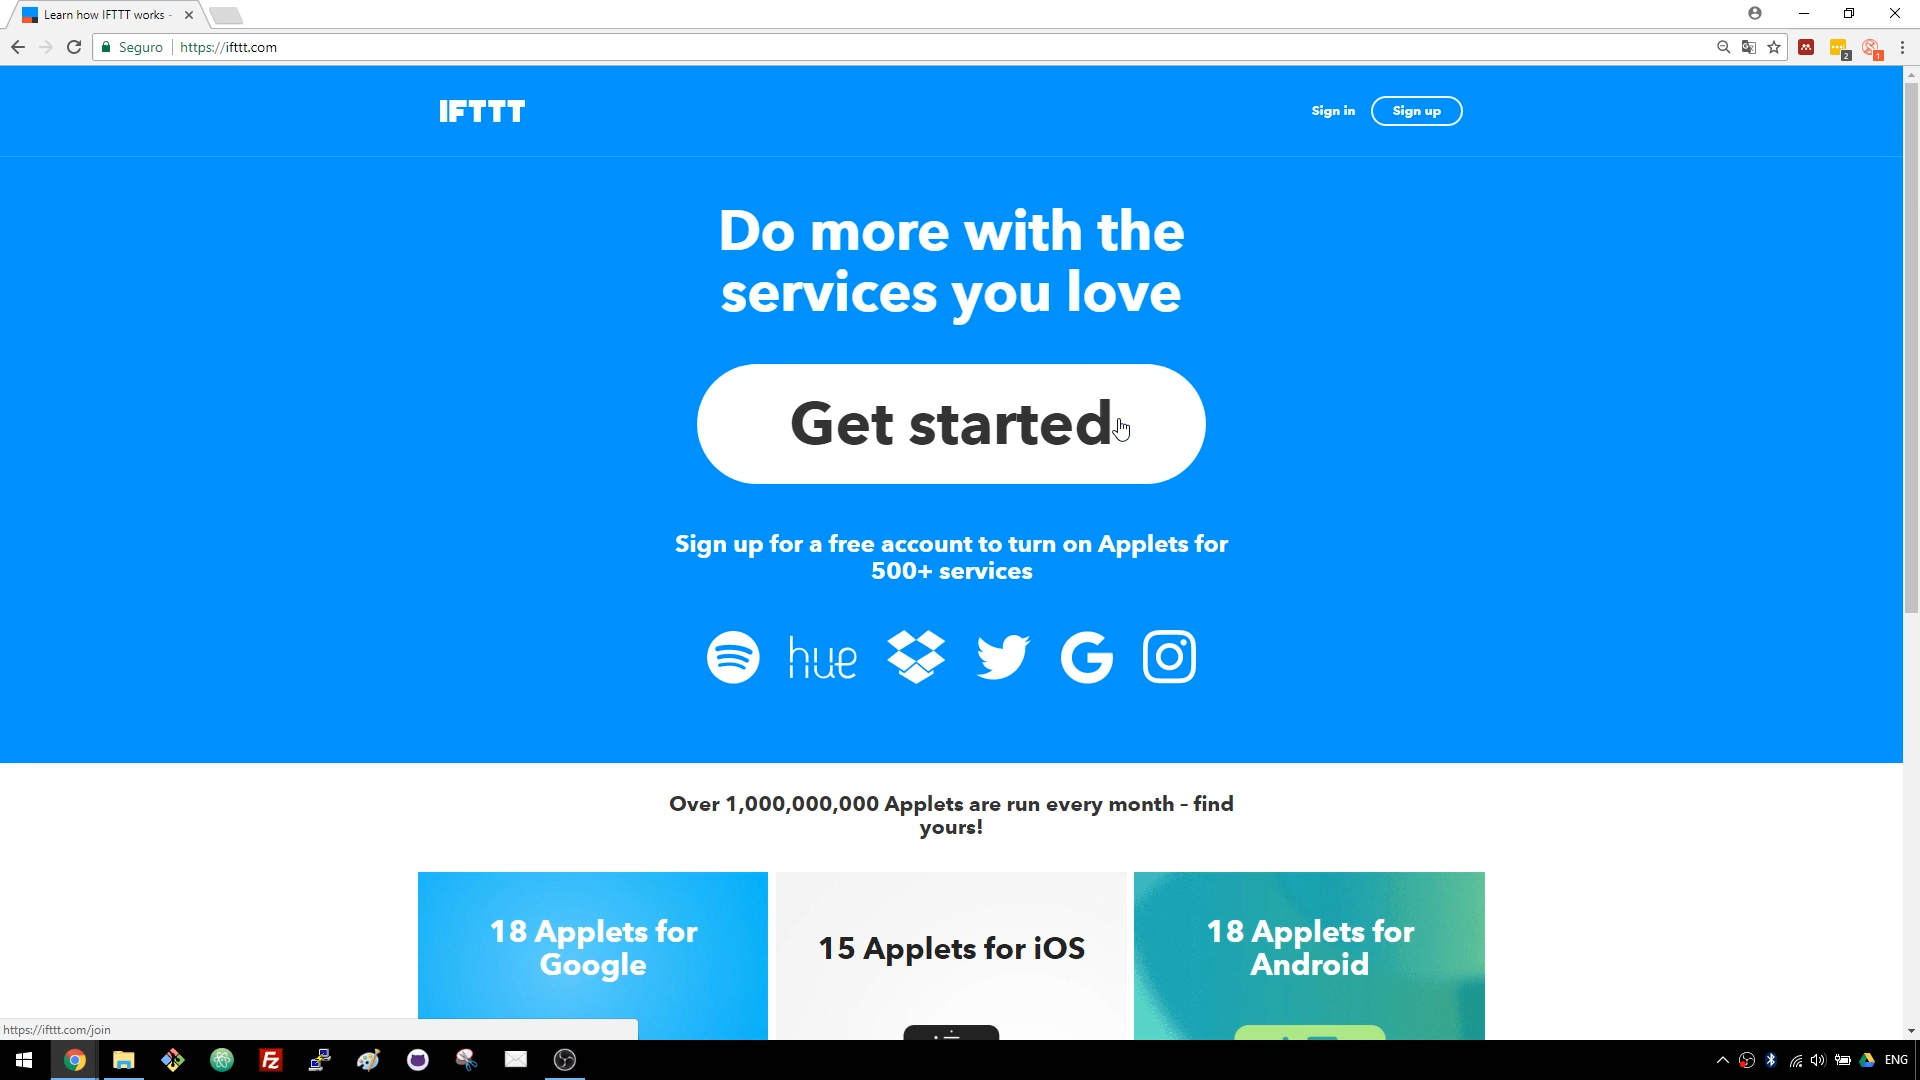 Learn how IFTTT works -
Seguro
https://ifttt.com
2
1
IFTTT
Sign in
Sign up
Do more with the
services you love
Get started
Sign up for a free account to turn on Applets for
500+ services
hue
Over 1,000,000,000 Applets are run every month – find
yours!
18 Applets for
Google
15 Applets for iOS
18 Applets for
Android
https://ifttt.com/join
Fz
ENG